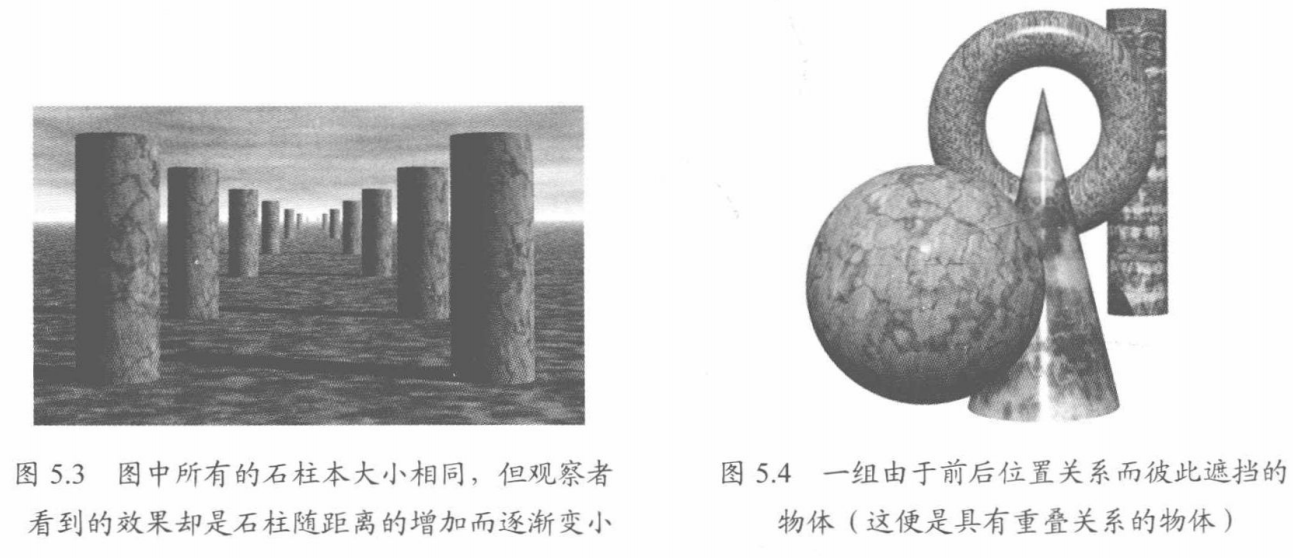 图 5.3 图中所有的石柱本大小相同，但观察者
看到的效果却是石柱随距离的增加而逐渐变小
图 5.4 一组由于前后位置关系而彼此遮挡的
物体（这便是具有重叠关系的物体）